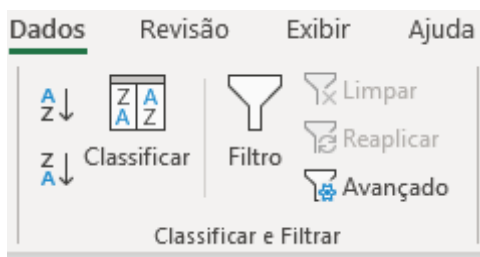 Dados Revisão Exibir Ajuda
A
Z
Z A
A Z
Z
A
Classificar
Filtro
Limpar
Reaplicar
Avançado
Classificar e Filtrar